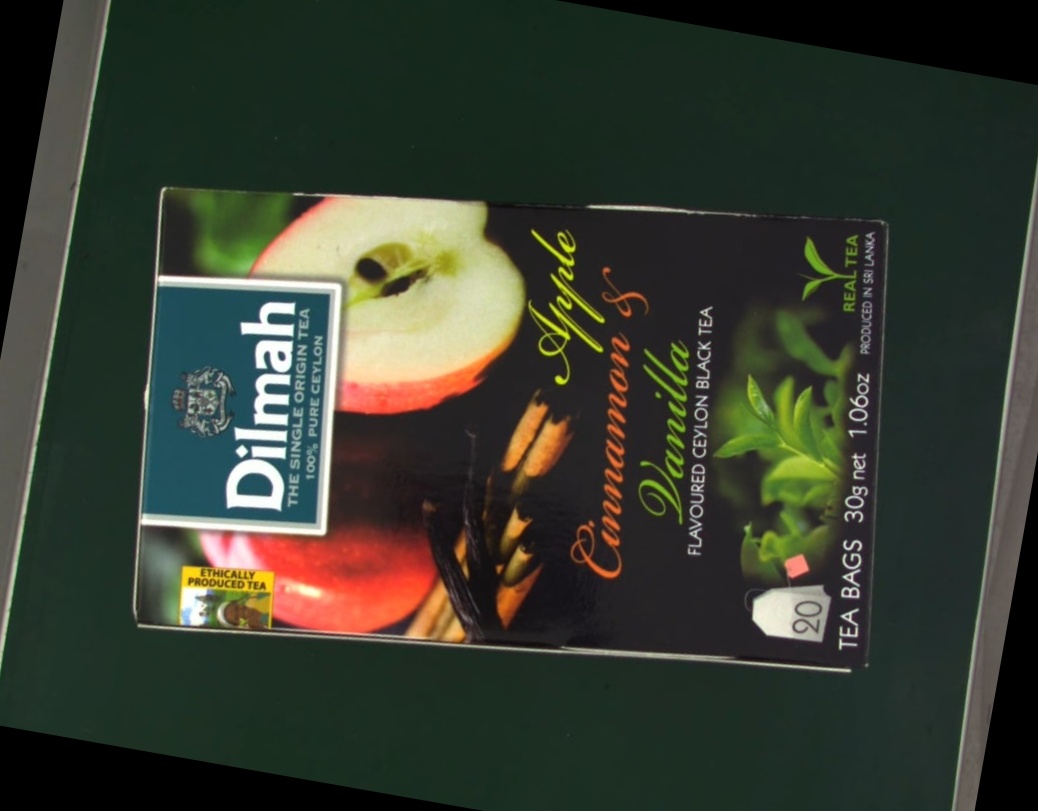 Dilmah
THE SINGLE ORIGIN TEA
100% PURE CEYLON
ETHICALLY
PRODUCED TEA
Apple
Cinnamon &
Vanilla
FLAVOURED CEYLON BLACK TEA
REAL TEA
PRODUCED IN SRI LANKA
20
TEA BAGS 30g net 1.06oz